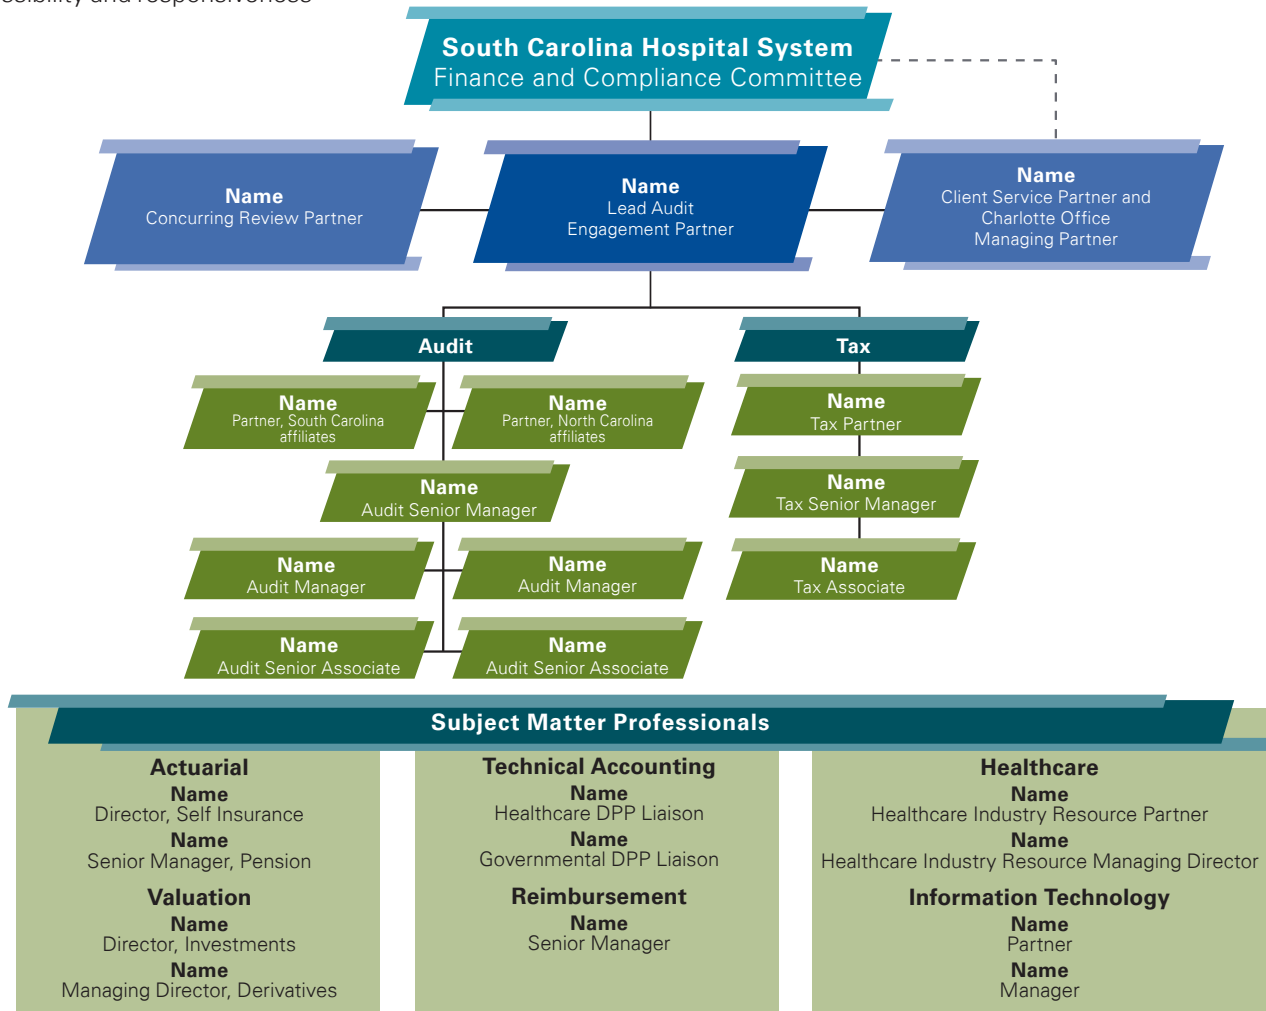 and responsiveness
South Carolina Hospital System
Finance and Compliance Committee
Name
Concurring Review Partner
Name
Lead Audit
Engagement Partner
Name
Client Service Partner and
Charlotte Office
Managing Partner
Audit
Tax
Name
Partner, South Carolina
affiliates
Name
Partner, North Carolina
affiliates
Name
Tax Partner
Name
Audit Senior Manager
Name
Tax Senior Manager
Name
Audit Manager
Name
Audit Manager
Name
Tax Associate
Name
Audit Senior Associate
Name
Audit Senior Associate
Subject Matter Professionals
Actuarial
Name
Director, Self Insurance
Name
Senior Manager, Pension
Valuation
Name
Director, Investments
Name
Managing Director, Derivatives
Technical Accounting
Name
Healthcare DPP Liaison
Name
Governmental DPP Liaison
Reimbursement
Name
Senior Manager
Healthcare
Name
Healthcare Industry Resource Partner
Name
Healthcare Industry Resource Managing Director
Information Technology
Name
Partner
Name
Manager